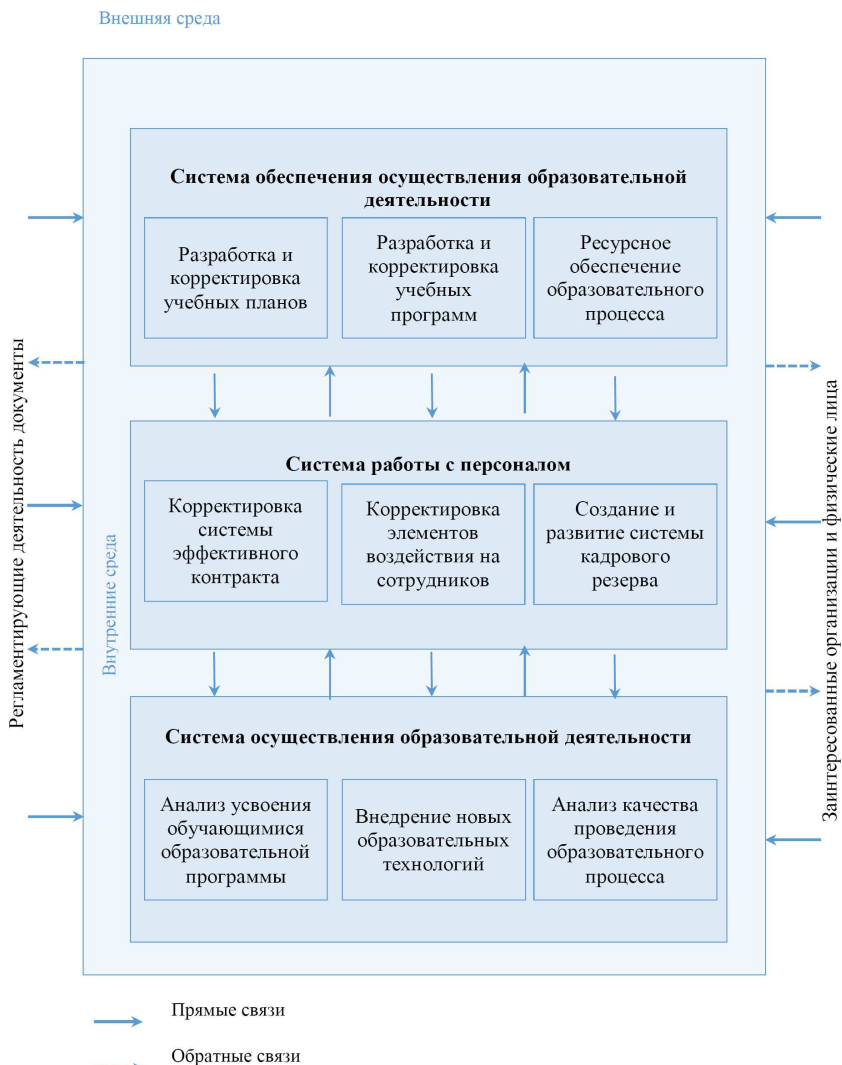 Внешняя среда
Система обеспечения осуществления образовательной
деятельности
Разработка и
корректировка
учебных планов
Разработка и
корректировка
учебных
программ
Ресурсное
обеспечение
образовательного
процесса
Регламентирующие деятельность документы
Внутренние среда
Заинтересованные организации и физические лица
Система работы с персоналом
Корректировка
системы
эффективного
контракта
Корректировка
элементов
воздействия на
сотрудников
Создание и
развитие системы
кадрового
резерва
Система осуществления образовательной деятельности
Анализ усвоения
обучающимися
образовательной
программы
Внедрение новых
образовательных
технологий
Анализ качества
проведения
образовательного
процесса
Прямые связи
Обратные связи